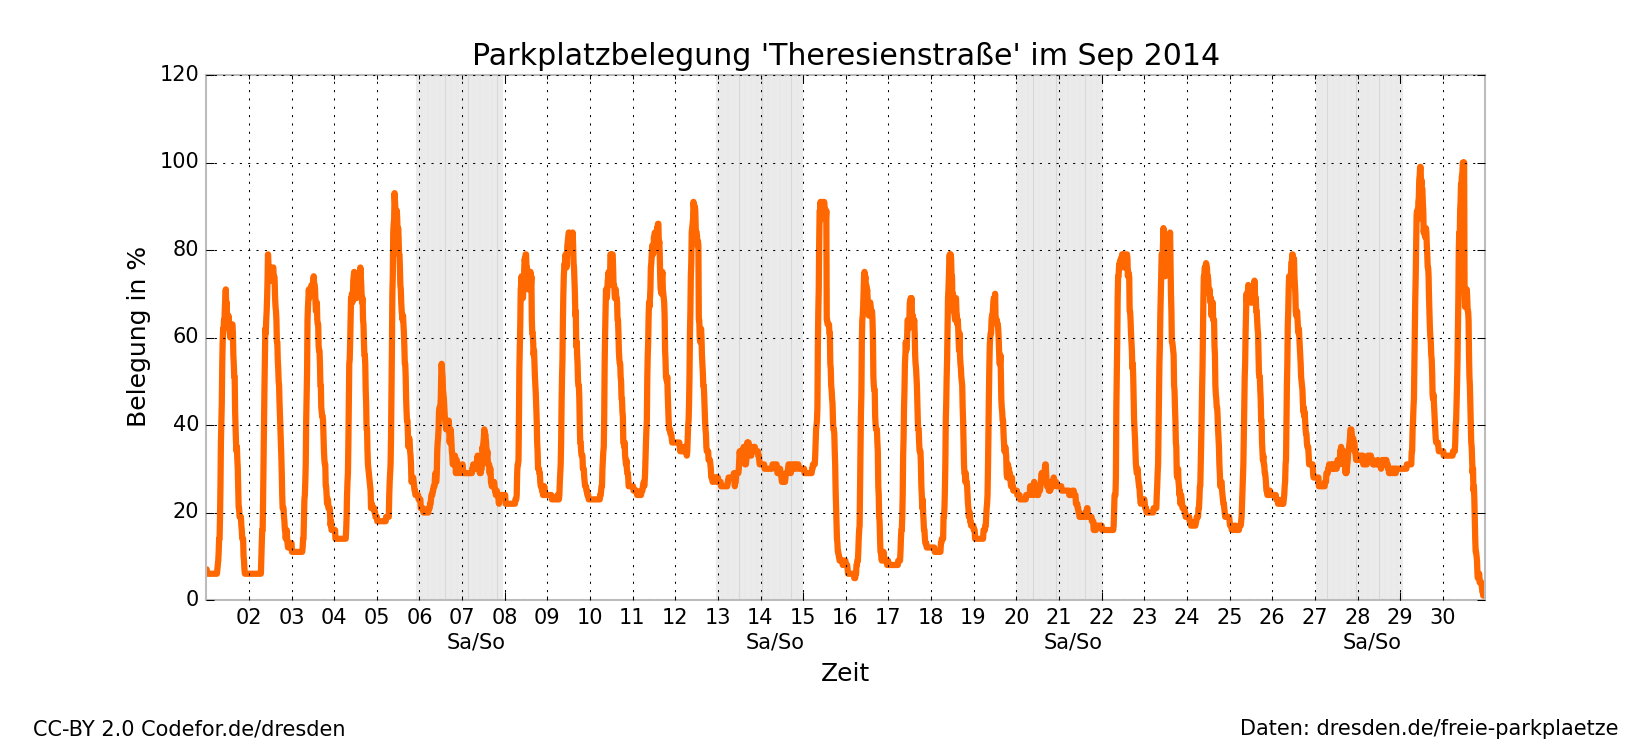 Parkplatzbelegung 'Theresienstraße' im Sep 2014
120
100
80
60
40
20
0
Belegung in %
02 03 04 05 06 07 08 09 10 11 12 13 14 15 16 17 18 19 20 21 22 23 24 25 26 27 28 29 30
Sa/So Sa/So Sa/So Sa/So
Zeit
CC-BY 2.0 Codefor.de/dresden
Daten: dresden.de/freie-parkplaetze